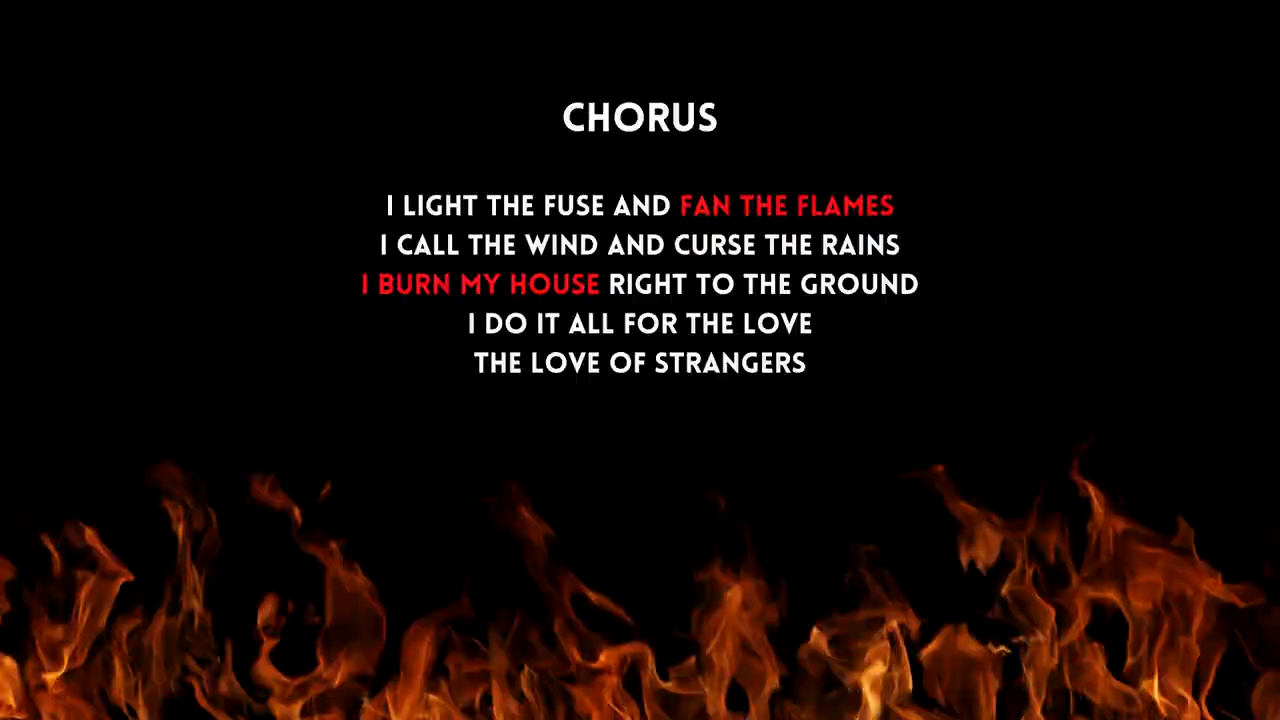 CHORUS
I LIGHT THE FUSE AND FAN THE FLAMES
I CALL THE WIND AND CURSE THE RAINS
I BURN MY HOUSE RIGHT TO THE GROUND
I DO IT ALL FOR THE LOVE
THE LOVE OF STRANGERS